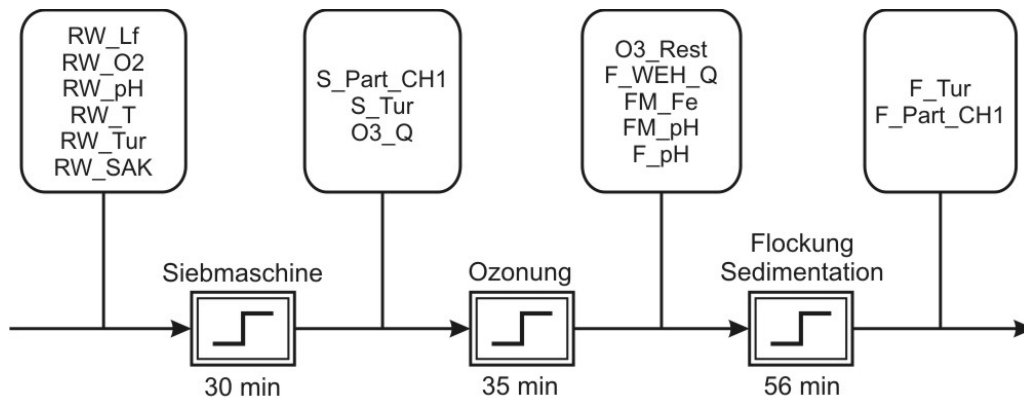 RW_Lf
RW_O2
RW_pH
RW_T
RW_Tur
RW_SAK
S_Part_CH1
S_Tur
O3_Q
O3_Rest
F_WEH_Q
FM_Fe
FM_pH
F_pH
F_Tur
F_Part_CH1
Siebmaschine
30 min
Ozonung
35 min
Flockung
Sedimentation
56 min